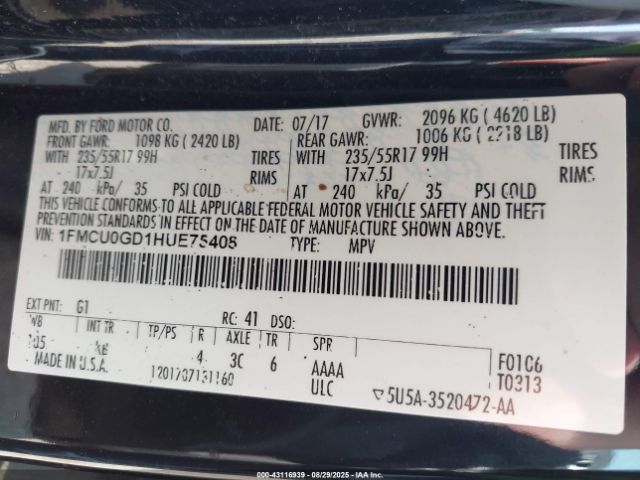 MFD. BY FORD MOTOR CO. DATE: 07/17 GVWR: 2096 KG ( 4620 LB)
FRONT GAWR: 1098 KG ( 2420 LB) REAR GAWR: 1006 KG ( 2218 LB)
WITH 235/55R17 99H TIRES WITH 235/55R17 99H TIRES
17x7.5J RIMS 17x7.5J RIMS
AT 240 kPa/ 35 PSI COLD AT 240 kPa/ 35 PSI COLD
THIS VEHICLE CONFORMS TO ALL APPLICABLE FEDERAL MOTOR VEHICLE SAFETY AND THEFT
PREVENTION STANDARDS IN EFFECT ON THE DATE OF MANUFACTURE SHOWN ABOVE.
VIN: 1FMCU0GD1HUE75408 TYPE: MPV
EXT PNT: G1 RC: 41 DSO:
WB INT TR TP/PS R AXLE TR SPR
105 KB 4 3C 6 AAAA F01C6
MADE IN U.S.A. ULC T0313
▽5U5A-3520472-AA
000-43116939 - 08/29/2025 - IAA Holdings, LLC